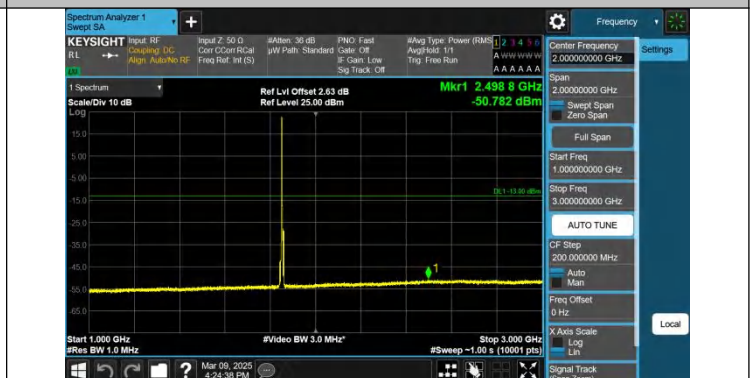 Spectrum Analyzer 1
Swept SA
Frequency
KEYSIGHT Input: RF Input Z: 50 Ω #Atten: 36 dB PNO: Fast #Avg Type: Power (RMS) 1 2 3 4 5 6
RL Coupling: DC Corr CCorr RCal µW Path: Standard Gate: Off Avg|Hold: 1/1 A W W W W W
Align: Auto/No RF Freq Ref: Int (S) IF Gain: Low Trig: Free Run
Sig Track: Off A A A A A A
1 Spectrum
Scale/Div 10 dB
Log
Ref Lvl Offset 2.63 dB
Ref Level 25.00 dBm
Mkr1 2.498 8 GHz
-50.782 dBm
15.0
5.00
-5.00
-15.0
-25.0
-35.0
-45.0
-55.0
-65.0
DL1 -13.00 dBm
1
Start 1.000 GHz
#Res BW 1.0 MHz
#Video BW 3.0 MHz*
Stop 3.000 GHz
#Sweep ~1.00 s (10001 pts)
Mar 09, 2025
4:24:38 PM
Center Frequency
2.000000000 GHz
Settings
Span
2.00000000 GHz
Swept Span
Zero Span
Full Span
Start Freq
1.000000000 GHz
Stop Freq
3.000000000 GHz
AUTO TUNE
CF Step
200.000000 MHz
Auto
Man
Freq Offset
0 Hz
X Axis Scale
Log
Lin
Local
Signal Track